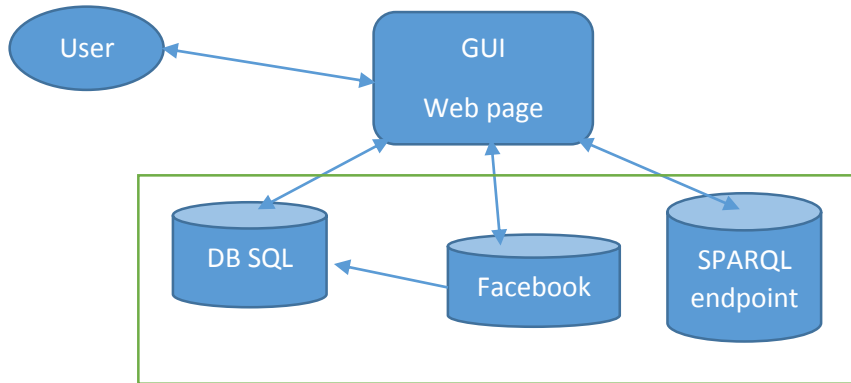 User
GUI
Web page
DB SQL
Facebook
SPARQL
endpoint